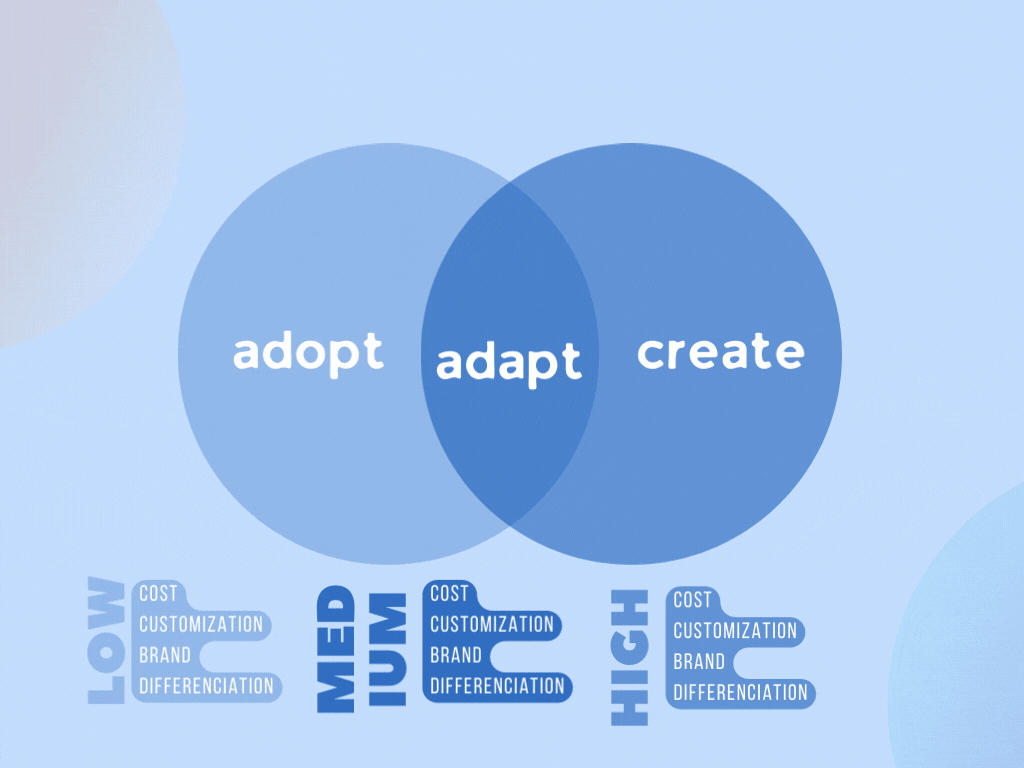 adopt
adapt
create
LOW
COST
CUSTOMIZATION
BRAND
DIFFERENCIATION
MED
IUM
COST
CUSTOMIZATION
BRAND
DIFFERENCIATION
HIGH
COST
CUSTOMIZATION
BRAND
DIFFERENCIATION